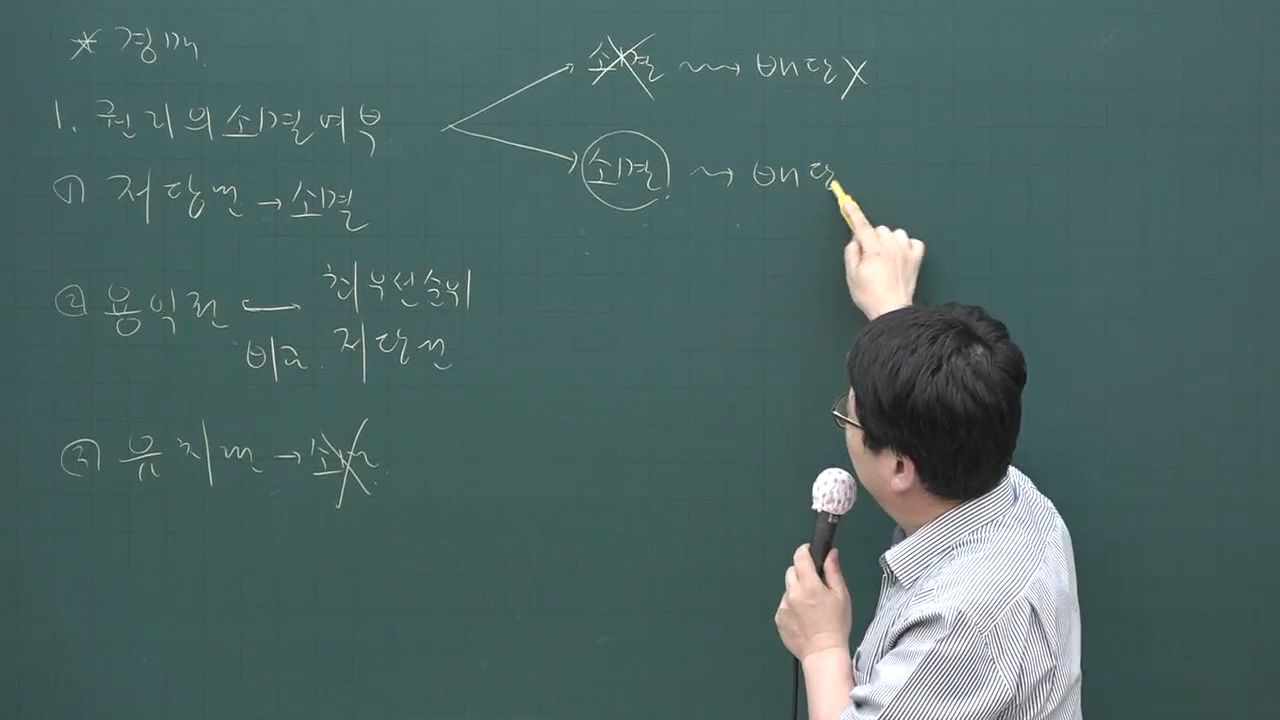 * 경매
1. 권리의 소멸여부
① 저당권 → 소멸
② 용익권 ↔ 최우선순위
비교 저당권
③ 유치권 → 소멸
소멸 → 배당X
소멸 → 배당